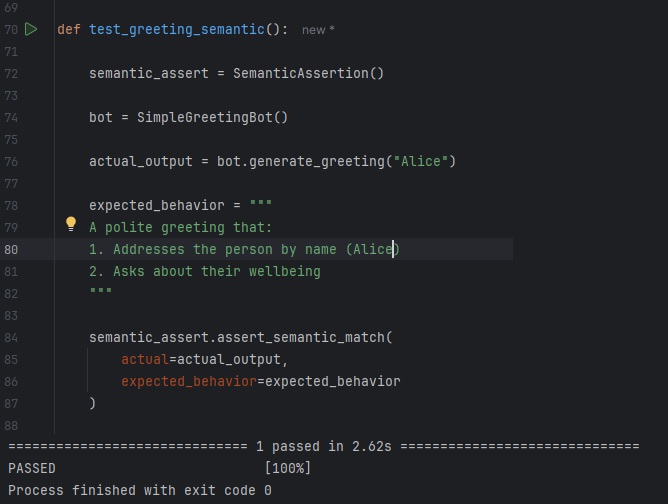 69
70 def test_greeting_semantic(): new *
71
72 semantic_assert = SemanticAssertion()
73
74 bot = SimpleGreetingBot()
75
76 actual_output = bot.generate_greeting("Alice")
77
78 expected_behavior = """
79 A polite greeting that:
80 1. Addresses the person by name (Alice)
81 2. Asks about their wellbeing
82 """
83
84 semantic_assert.assert_semantic_match(
85 actual=actual_output,
86 expected_behavior=expected_behavior
87 )
88
============================== 1 passed in 2.62s ==============================
PASSED [100%]
Process finished with exit code 0